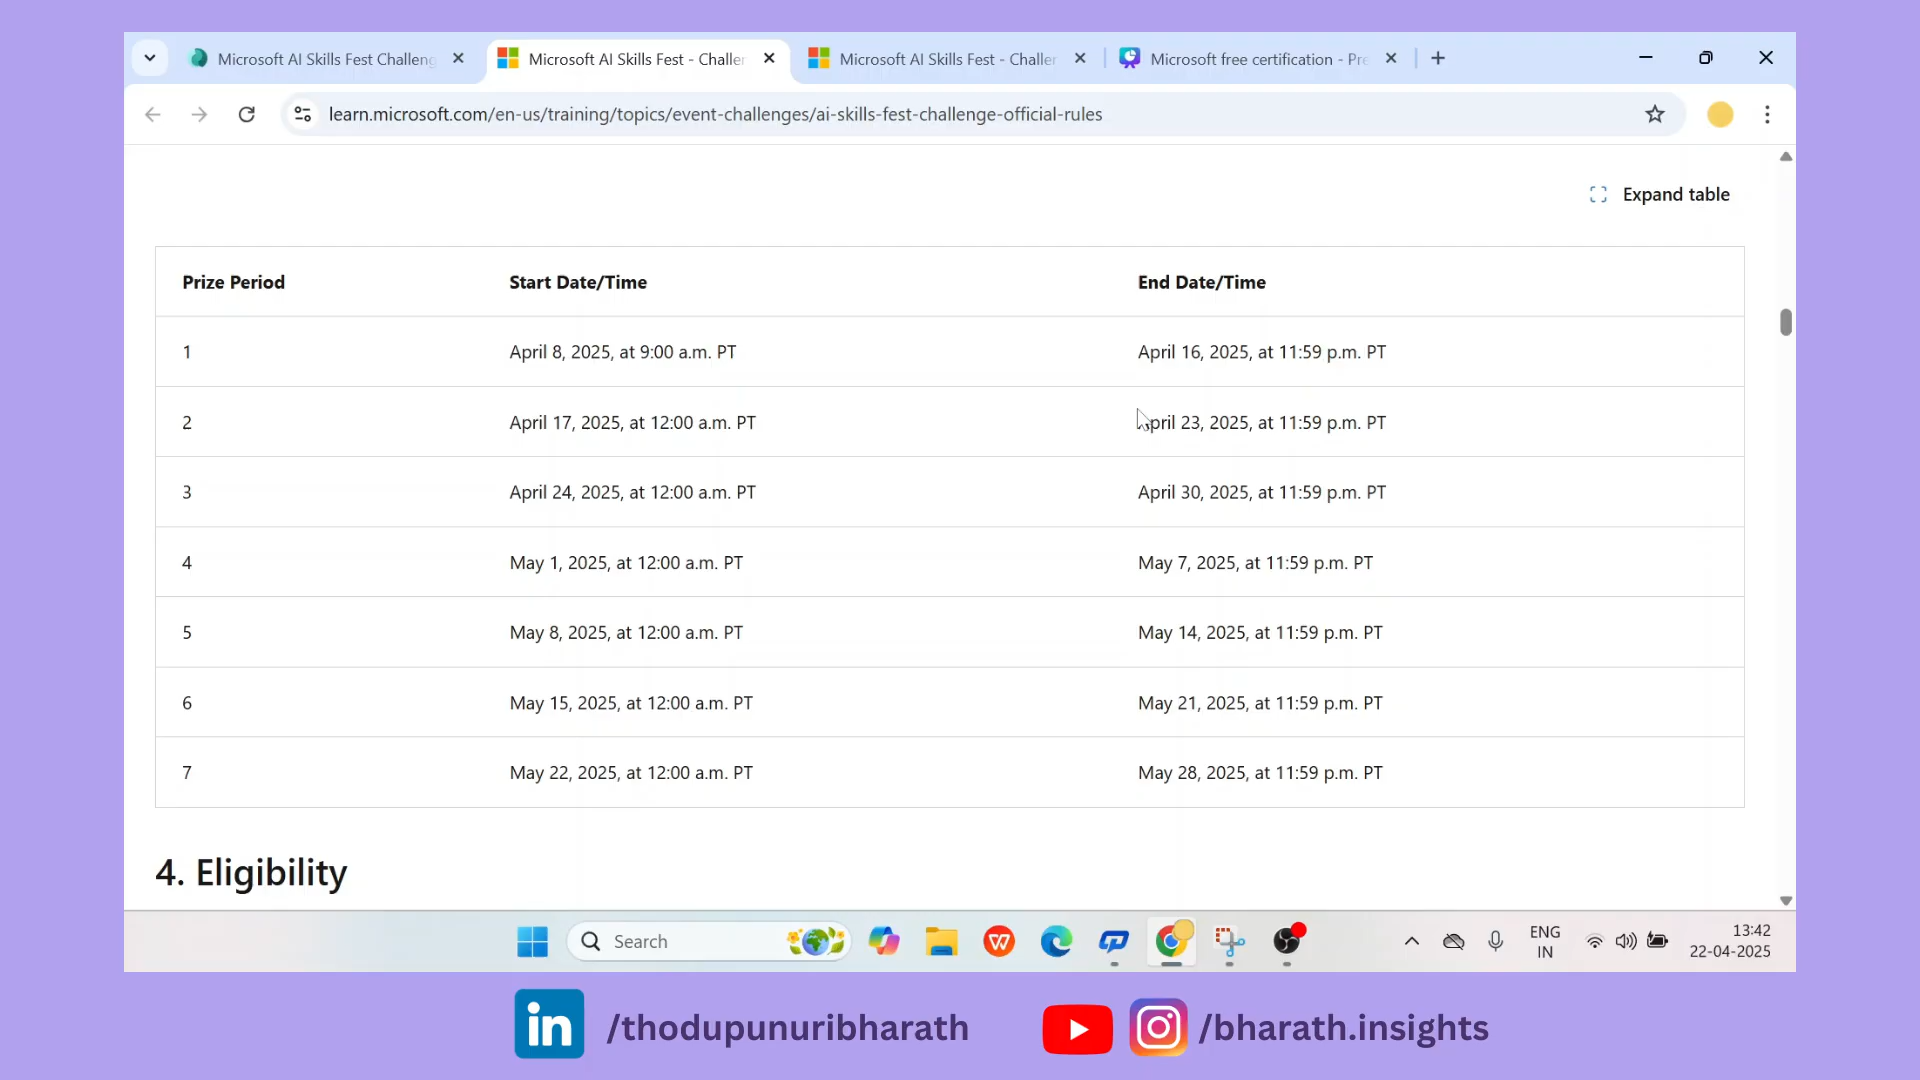 Microsoft AI Skills Fest Challeng
Microsoft AI Skills Fest - Challer
Microsoft AI Skills Fest - Challer
Microsoft free certification - Pre
learn.microsoft.com/en-us/training/topics/event-challenges/ai-skills-fest-challenge-official-rules
Expand table
Prize Period Start Date/Time End Date/Time
1 April 8, 2025, at 9:00 a.m. PT April 16, 2025, at 11:59 p.m. PT
2 April 17, 2025, at 12:00 a.m. PT April 23, 2025, at 11:59 p.m. PT
3 April 24, 2025, at 12:00 a.m. PT April 30, 2025, at 11:59 p.m. PT
4 May 1, 2025, at 12:00 a.m. PT May 7, 2025, at 11:59 p.m. PT
5 May 8, 2025, at 12:00 a.m. PT May 14, 2025, at 11:59 p.m. PT
6 May 15, 2025, at 12:00 a.m. PT May 21, 2025, at 11:59 p.m. PT
7 May 22, 2025, at 12:00 a.m. PT May 28, 2025, at 11:59 p.m. PT
4. Eligibility
Search
ENG
IN
13:42
22-04-2025
in /thodupunuribharath
/bharath.insights